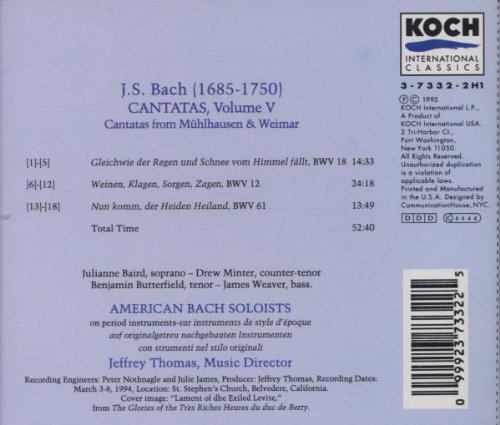 KOCH
INTERNATIONAL
CLASSICS
3-7332-2H1
J.S. Bach (1685-1750)
CANTATAS, Volume V
Cantatas from Mühlhausen & Weimar
[1]-[5] Gleichwie der Regen und Schnee vom Himmel fällt, BWV 18 14:33
[6]-[12] Weinen, Klagen, Sorgen, Zagen, BWV 12 24:18
[13]-[18] Nun komm, der Heiden Heiland, BWV 61 13:49
Total Time 52:40
℗ © 1995
KOCH International L.P.,
A Product of
KOCH International USA.
2 Tri-Harbor Ct.,
Port Washington,
New York 11050.
All Rights Reserved.
Unauthorized duplication
is a violation of
applicable laws.
Printed and Manufactured
in the U.S.A. Designed by
CommunicationHouse, NYC.
D D D
C 6644
Julianne Baird, soprano – Drew Minter, counter-tenor
Benjamin Butterfield, tenor – James Weaver, bass.
AMERICAN BACH SOLOISTS
on period instruments-sur instruments de style d'époque
auf originalgetreu nachgebauten Instrumenten
con strumenti nel stilo originali
Jeffrey Thomas, Music Director
Recording Engineers: Peter Nothnagle and Julie James, Producer: Jeffrey Thomas, Recording Dates:
March 3-8, 1994, Location: St. Stephen's Church, Belvedere, California.
Cover image: "Lament of dhe Exiled Levite,"
from The Glories of the Très Riches Heures du duc de Berry.
0 99923 73322 5